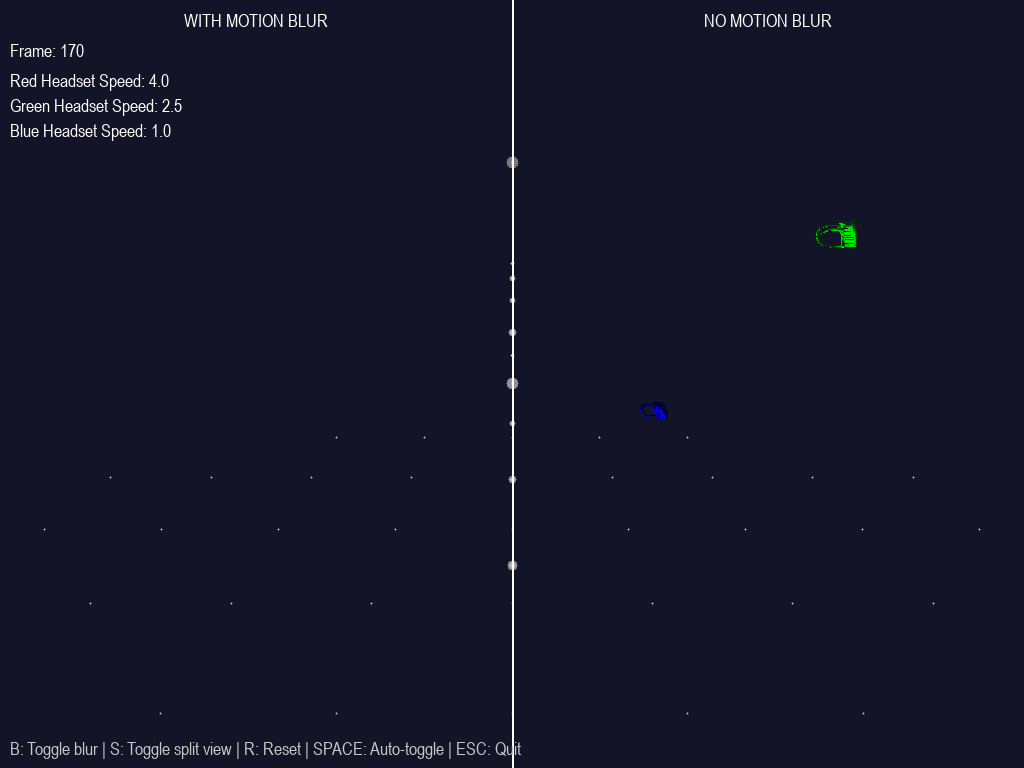 WITH MOTION BLUR
NO MOTION BLUR
Frame: 170
Red Headset Speed: 4.0
Green Headset Speed: 2.5
Blue Headset Speed: 1.0
B: Toggle blur | S: Toggle split view | R: Reset | SPACE: Auto-toggle | ESC: Quit